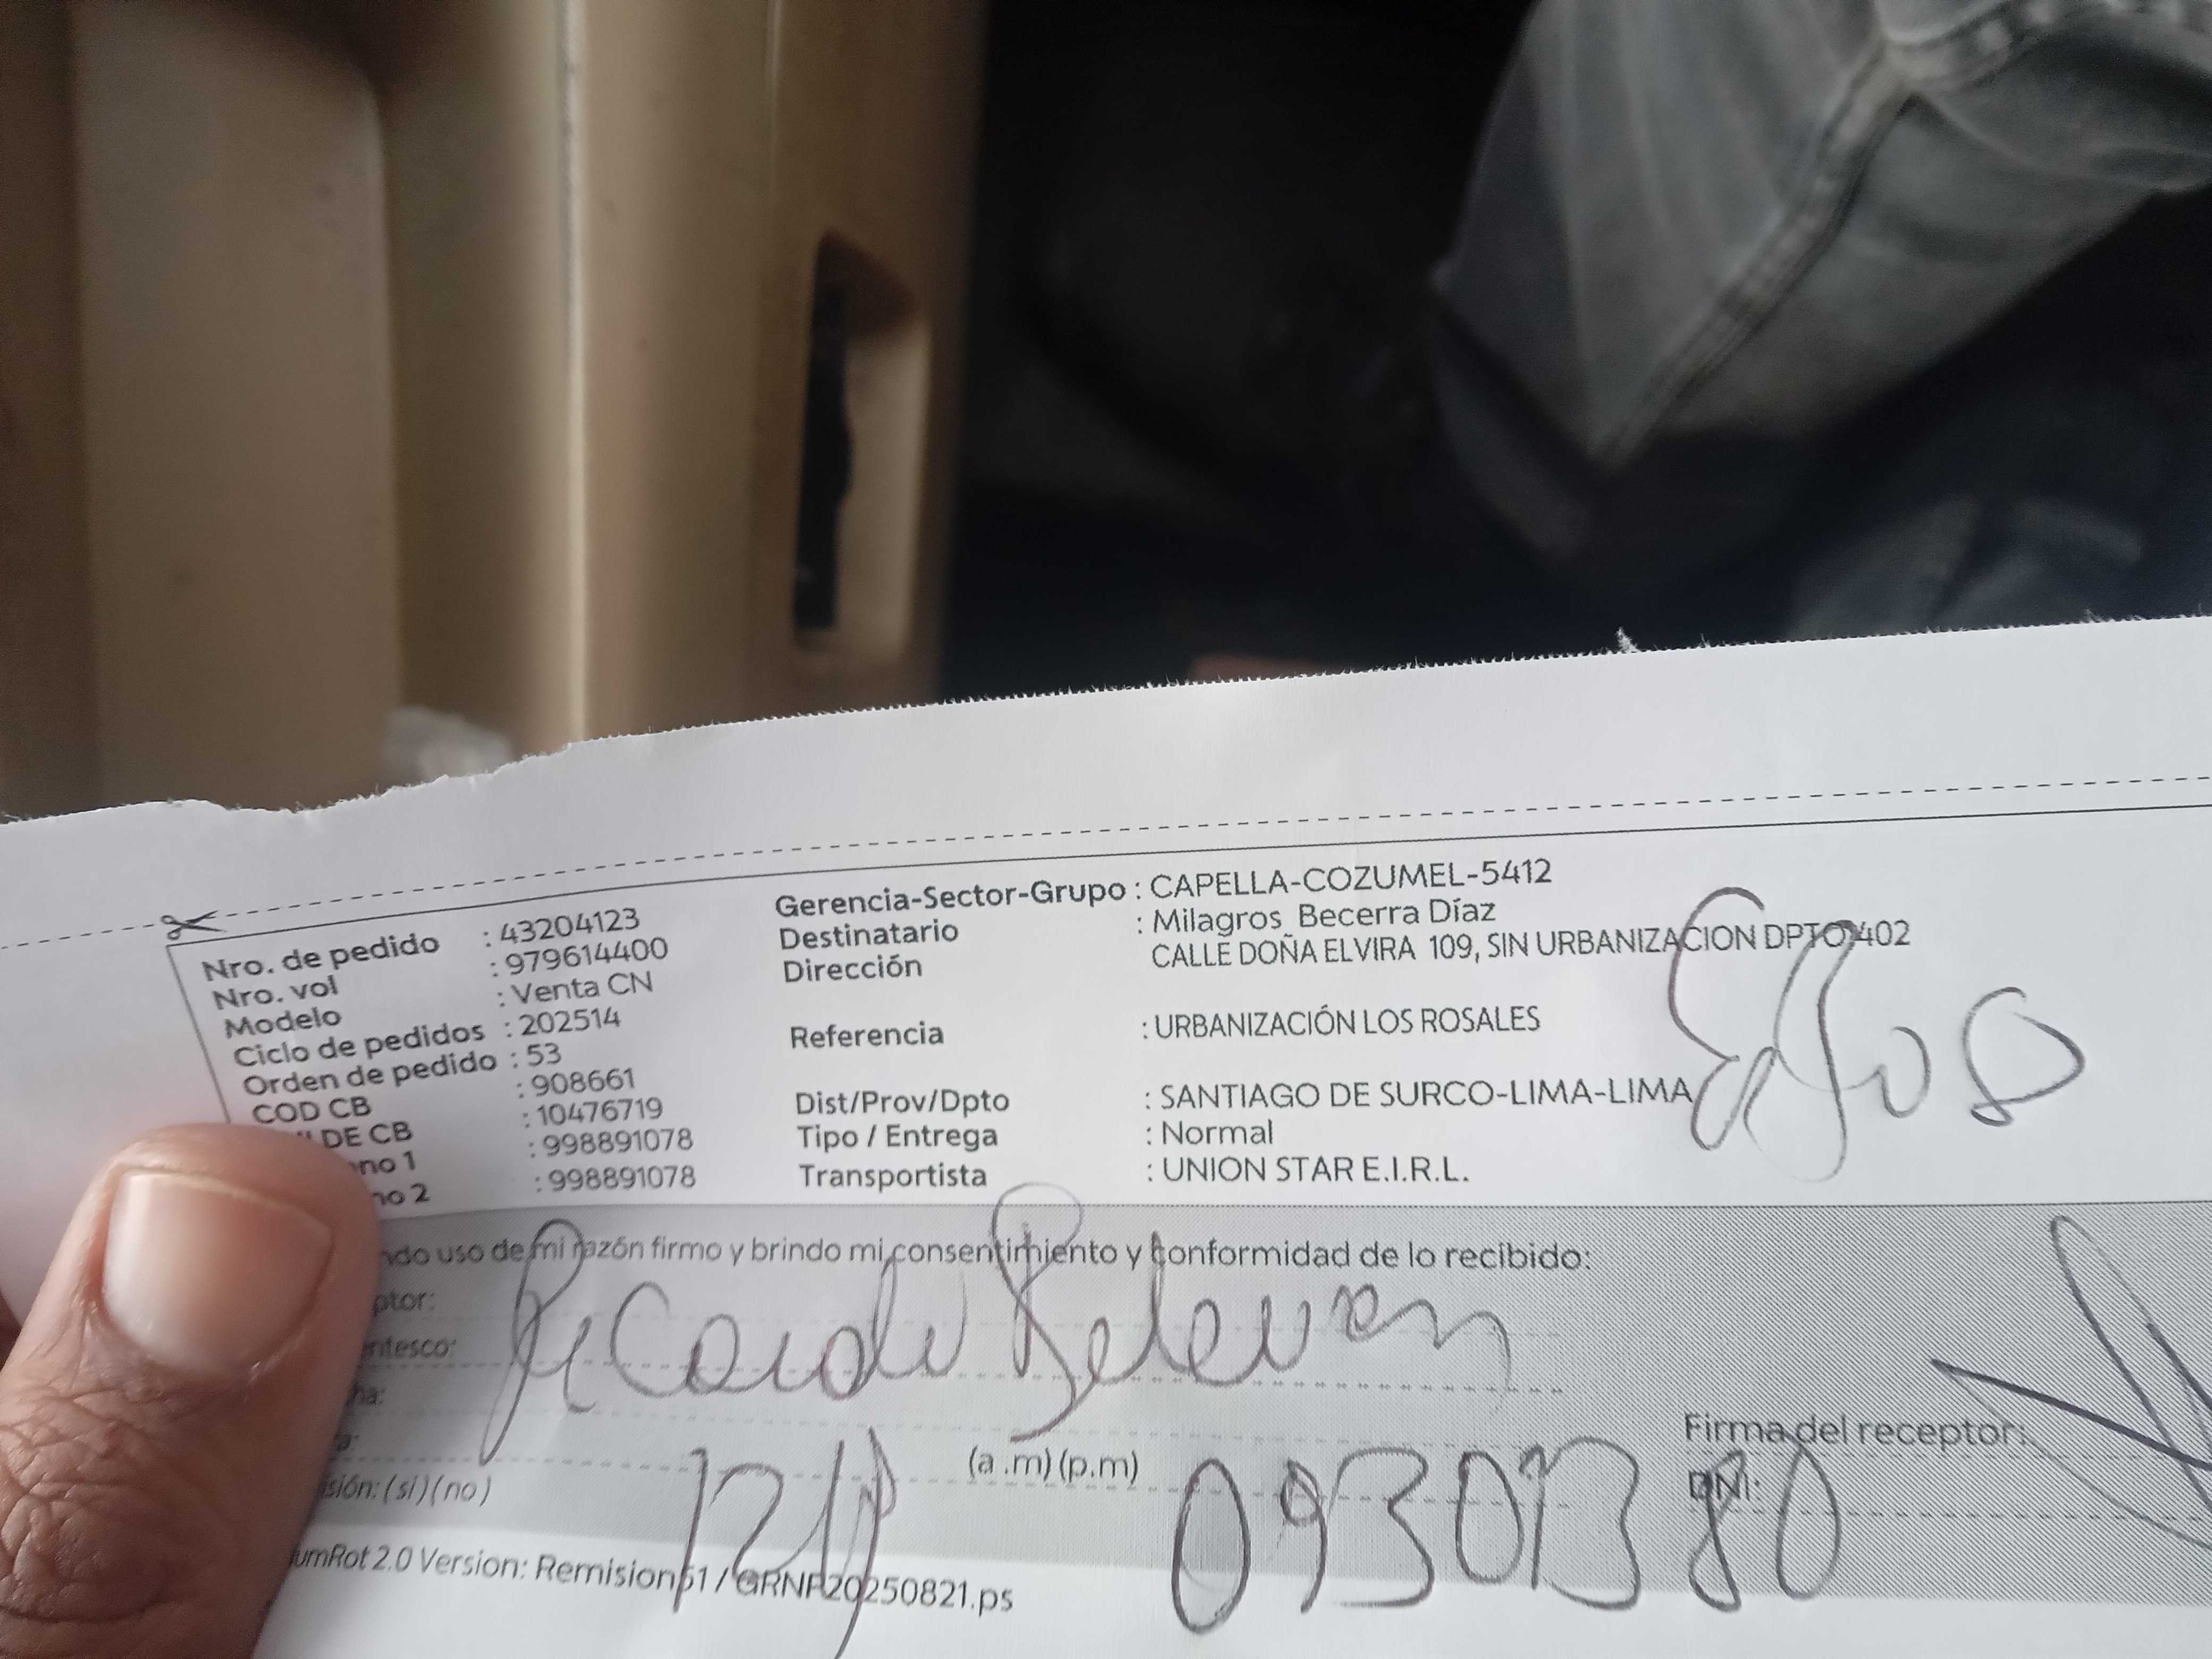 Nro. de pedido : 43204123
Nro. vol : 979614400
Modelo : Venta CN
Ciclo de pedidos : 202514
Orden de pedido : 53
COD CB : 908661
DE CB : 10476719
no 1 : 998891078
no 2 : 998891078
Gerencia-Sector-Grupo : CAPELLA-COZUMEL-5412
Destinatario : Milagros Becerra Díaz
Dirección CALLE DOÑA ELVIRA 109, SIN URBANIZACION DPTO 402
Referencia : URBANIZACIÓN LOS ROSALES
Dist/Prov/Dpto : SANTIAGO DE SURCO-LIMA-LIMA
Tipo / Entrega : Normal
Transportista : UNION STAR E.I.R.L.
ndo uso de mi razón firmo y brindo mi consentimiento y conformidad de lo recibido:
ptor:
entesco: Ricardo
ha:
a: (a.m) (p.m)
Firma del receptor:
sión: (si) (no)
DNI:
umRot 2.0 Version: Remision51 / GRNP20250821.ps